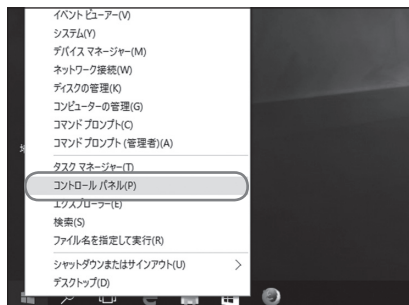 イベント ビューアー(V)
システム(Y)
デバイス マネージャー(M)
ネットワーク接続(W)
ディスクの管理(K)
コンピューターの管理(G)
コマンド プロンプト(C)
コマンド プロンプト (管理者)(A)
タスク マネージャー(T)
コントロール パネル(P)
エクスプローラー(E)
検索(S)
ファイル名を指定して実行(R)
シャットダウンまたはサインアウト(U)
デスクトップ(D)